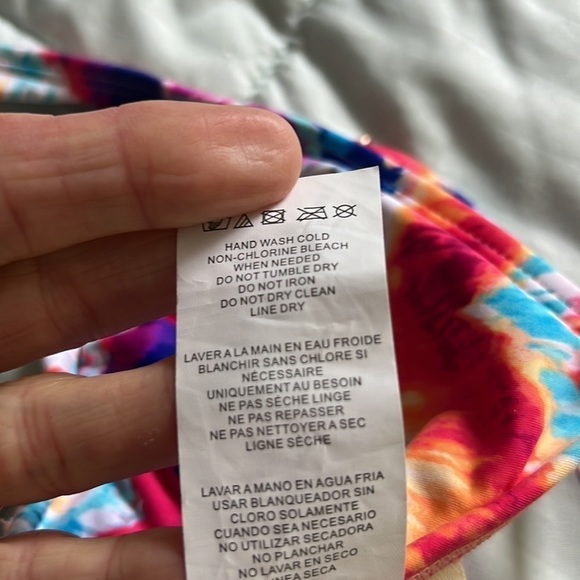 HAND WASH COLD
NON-CHLORINE BLEACH
WHEN NEEDED
DO NOT TUMBLE DRY
DO NOT IRON
DO NOT DRY CLEAN
LINE DRY
LAVER A LA MAIN EN EAU FROIDE
BLANCHIR SANS CHLORE SI
NÉCESSAIRE
UNIQUEMENT AU BESOIN
NE PAS SÈCHE LINGE
NE PAS REPASSER
NE PAS NETTOYER A SEC
LIGNE SÈCHE
LAVAR A MANO EN AGUA FRIA
USAR BLANQUEADOR SIN
CLORO SOLAMENTE
CUANDO SEA NECESARIO
NO UTILIZAR SECADORA
NO PLANCHAR
NO LAVAR EN SECO
SECA